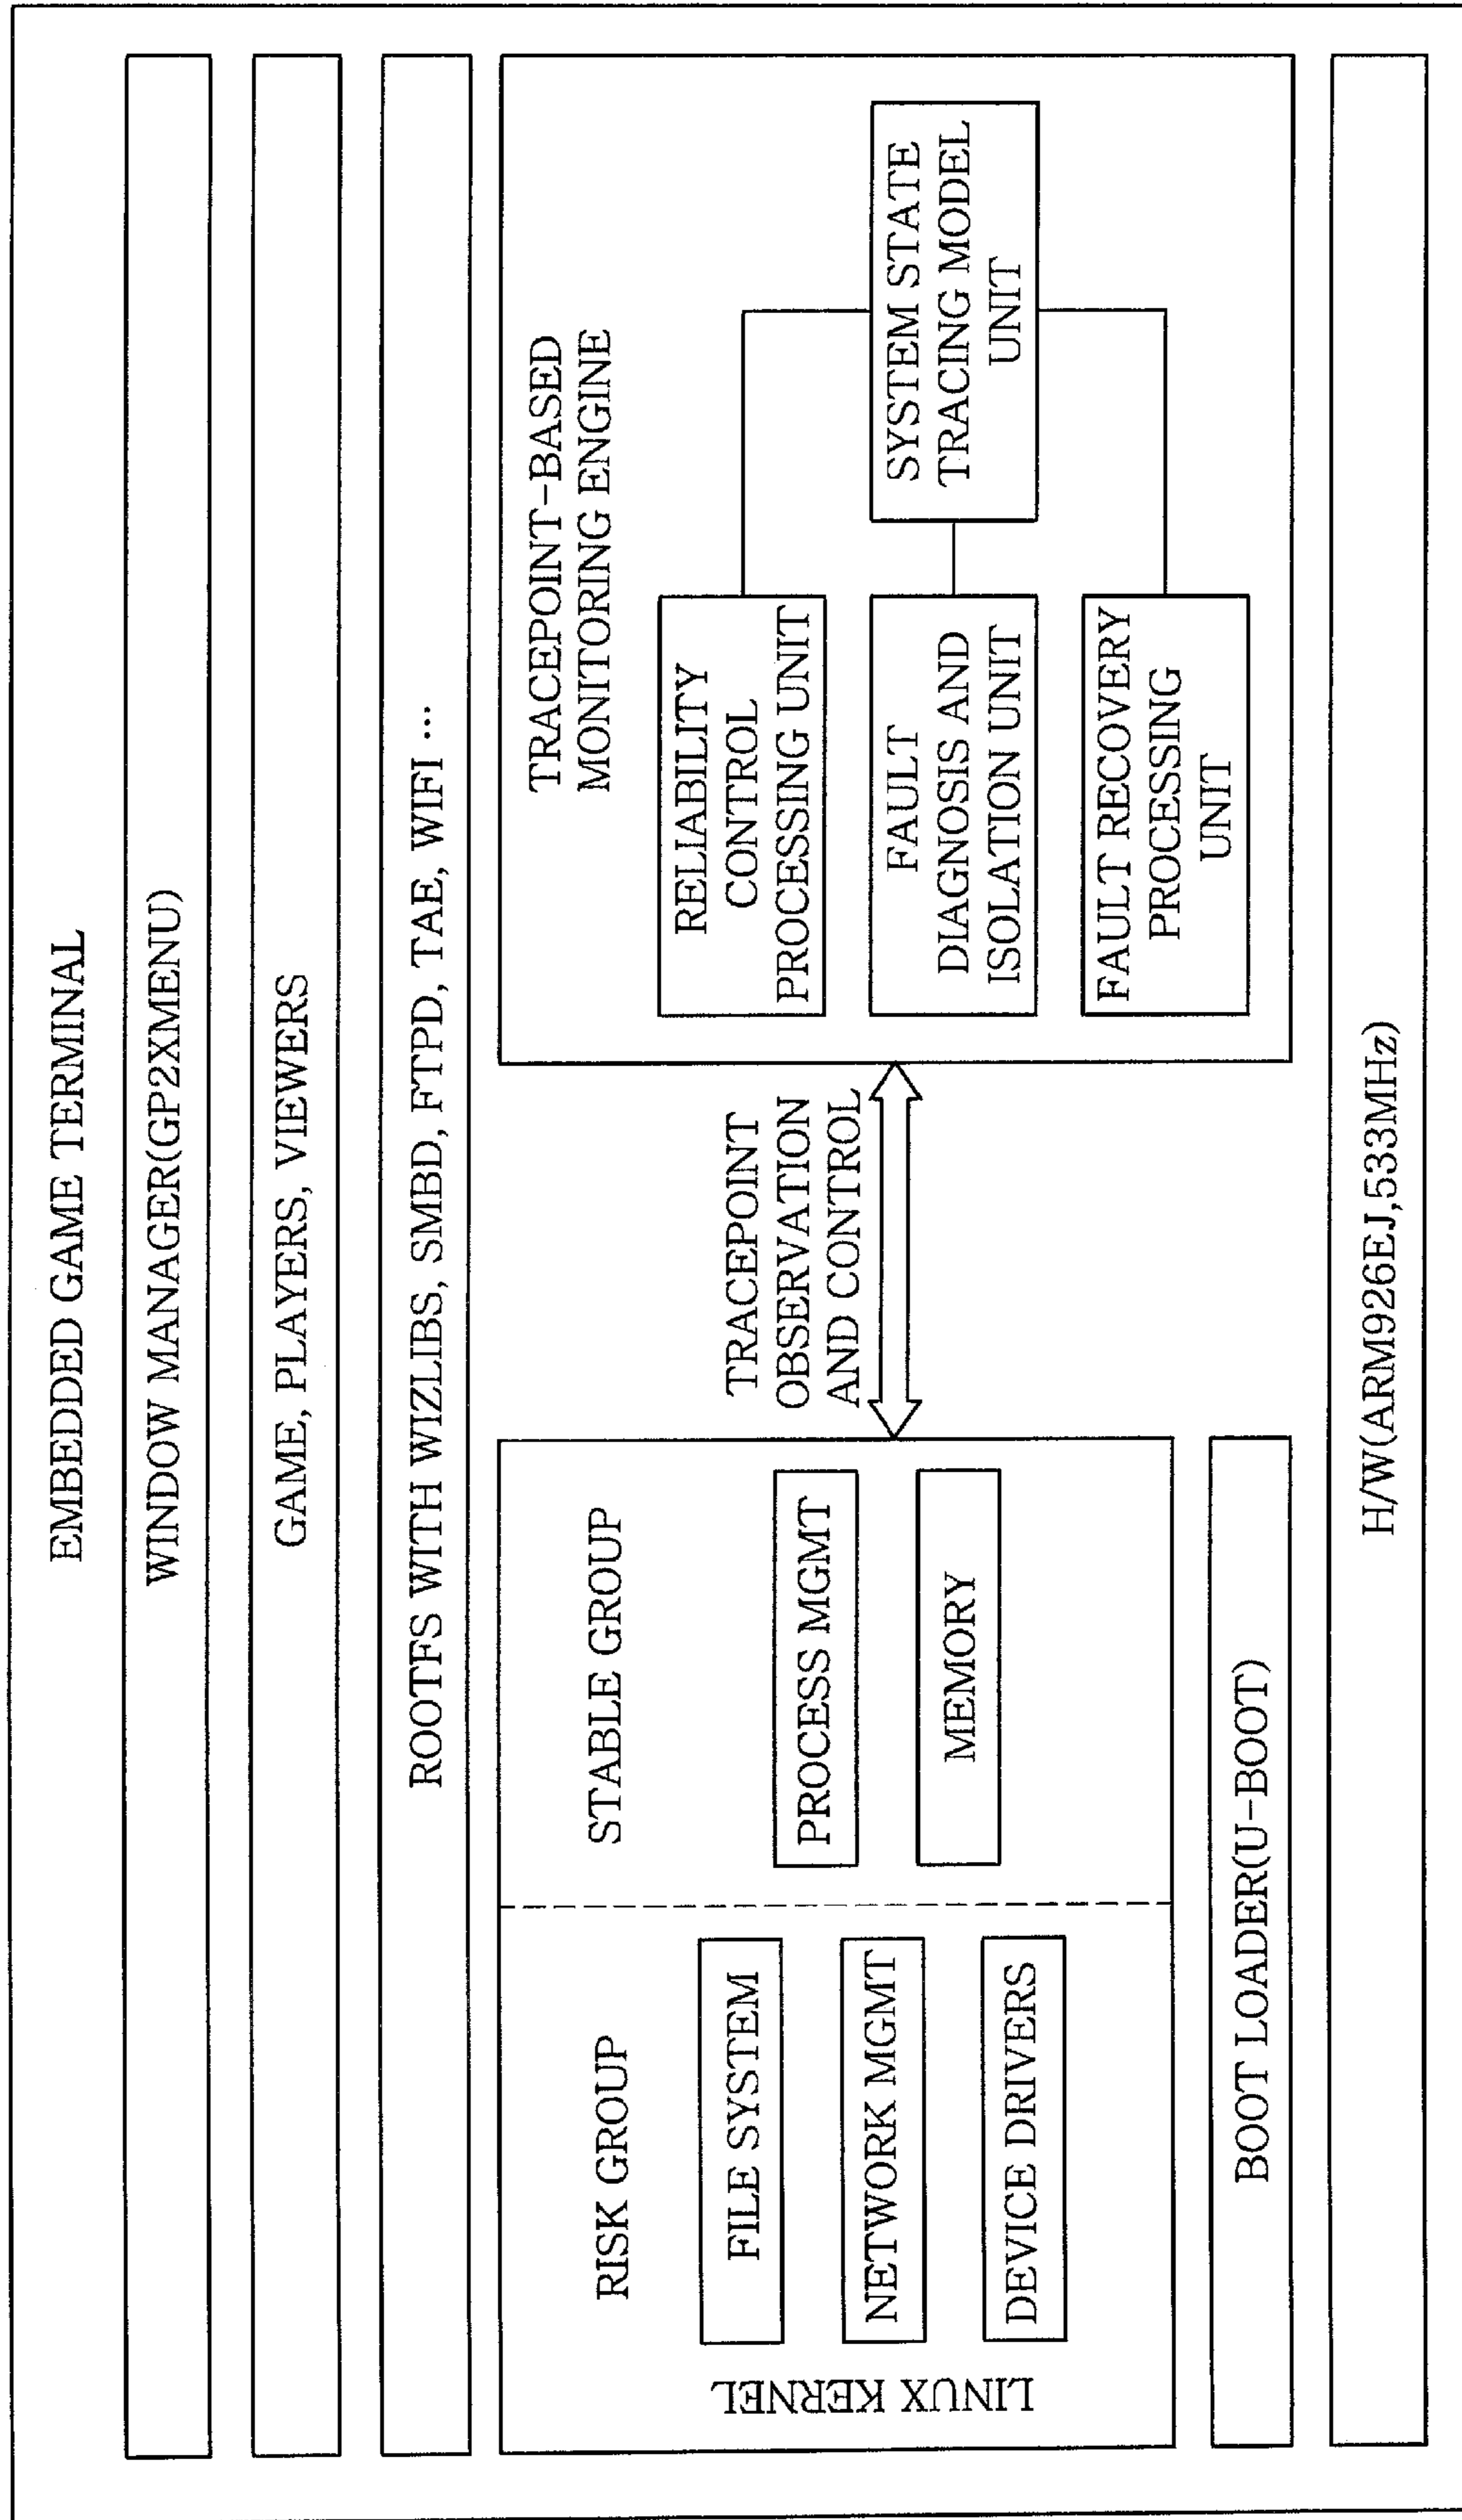 EMBEDDED GAME TERMINAL
WINDOW MANAGER(GP2XMENU)
GAME, PLAYERS, VIEWERS
ROOTFS WITH WIZLIBS, SMBD, FTPD, TAE, WIFI ...
LINUX KERNEL
RISK GROUP
FILE SYSTEM
NETWORK MGMT
DEVICE DRIVERS
STABLE GROUP
PROCESS MGMT
MEMORY
BOOT LOADER(U-BOOT)
TRACEPOINT
OBSERVATION
AND CONTROL
TRACEPOINT-BASED
MONITORING ENGINE
RELIABILITY
CONTROL
PROCESSING UNIT
FAULT
DIAGNOSIS AND
ISOLATION UNIT
FAULT RECOVERY
PROCESSING
UNIT
SYSTEM STATE
TRACING MODEL
UNIT
H/W(ARM926EJ,533MHz)